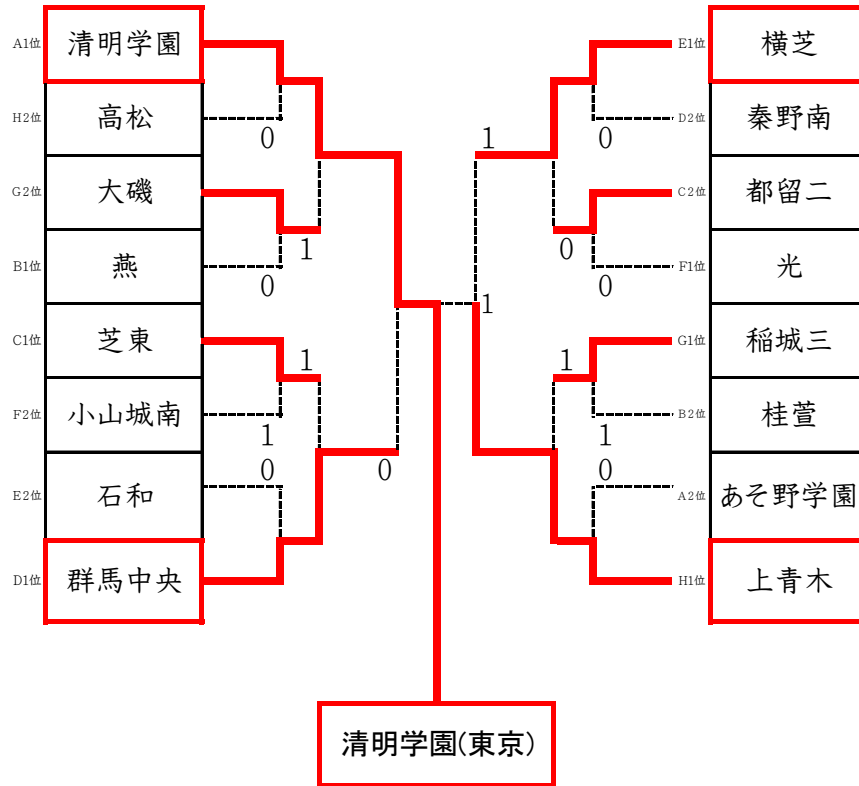 A1位 清明学園
H2位 高松
0
G2位 大磯
1
B1位 燕
0
C1位 芝東
1
F2位 小山城南
1
0
E2位 石和
0
D1位 群馬中央
E1位 横芝
1
D2位 秦野南
0
C2位 都留二
0
F1位 光
0
1
G1位 稲城三
1
B2位 桂萱
1
0
A2位 あそ野学園
H1位 上青木
清明学園(東京)